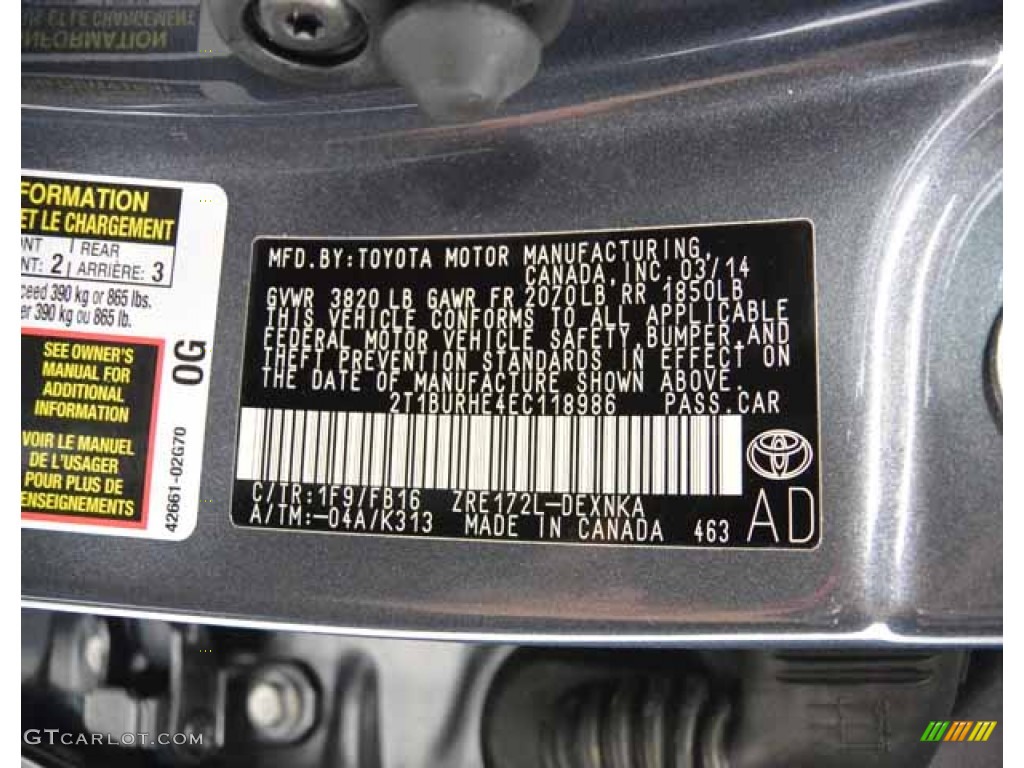 FORMATION
ET LE CHARGEMENT
NT REAR
NT: 2 ARRIÈRE: 3
ceed 390 kg or 865 lbs.
er 390 kg ou 865 lb.
SEE OWNER'S
MANUAL FOR
ADDITIONAL
INFORMATION
VOIR LE MANUEL
DE L'USAGER
POUR PLUS DE
RENSEIGNEMENTS
0G
42661-02G70
MFD.BY:TOYOTA MOTOR MANUFACTURING,
CANADA,INC.03/14
GVWR 3820 LB GAWR FR 2070LB,RR 1850LB
THIS VEHICLE CONFORMS TO ALL APPLICABLE
FEDERAL MOTOR VEHICLE SAFETY,BUMPER,AND
THEFT PREVENTION STANDARDS IN EFFECT ON
THE DATE OF MANUFACTURE SHOWN ABOVE.
2T1BURHE4EC118986 PASS.CAR
C/TR:1F9/FB16 ZRE172L-DEXNKA
A/TM:-04A/K313 MADE IN CANADA 463
AD
GTCARLOT.COM